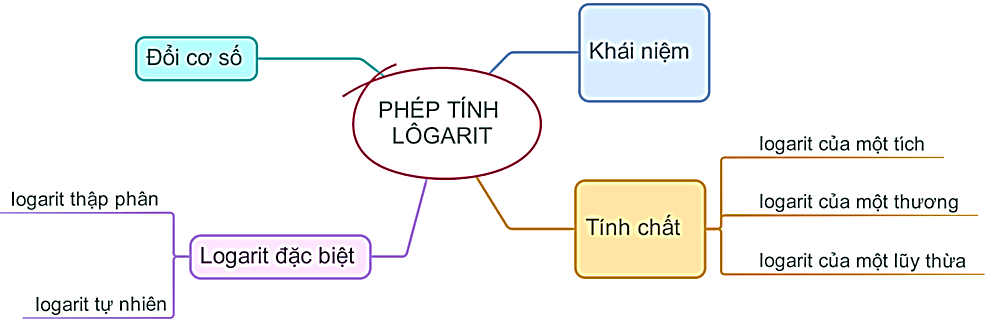 PHÉP TÍNH
LÔGARIT
Đổi cơ số
Khái niệm
Tính chất
logarit của một tích
logarit của một thương
logarit của một lũy thừa
Logarit đặc biệt
logarit thập phân
logarit tự nhiên